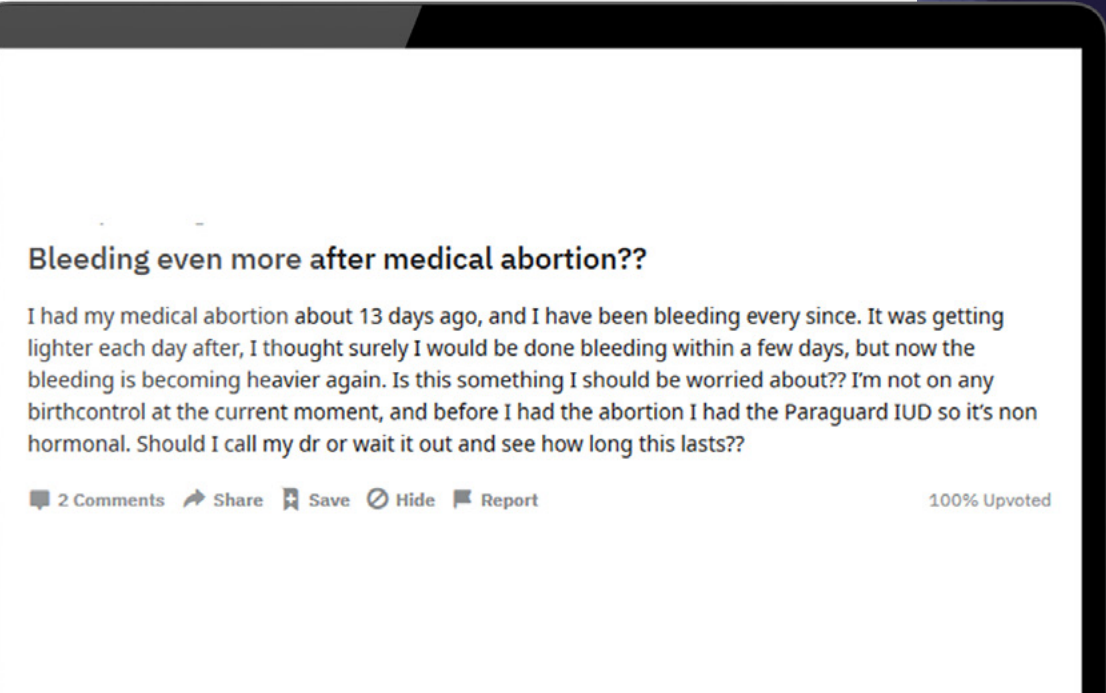 Bleeding even more after medical abortion??
I had my medical abortion about 13 days ago, and I have been bleeding every since. It was getting
lighter each day after, I thought surely I would be done bleeding within a few days, but now the
bleeding is becoming heavier again. Is this something I should be worried about?? I'm not on any
birthcontrol at the current moment, and before I had the abortion I had the Paraguard IUD so it's non
hormonal. Should I call my dr or wait it out and see how long this lasts??
2 Comments Share Save Hide Report 100% Upvoted